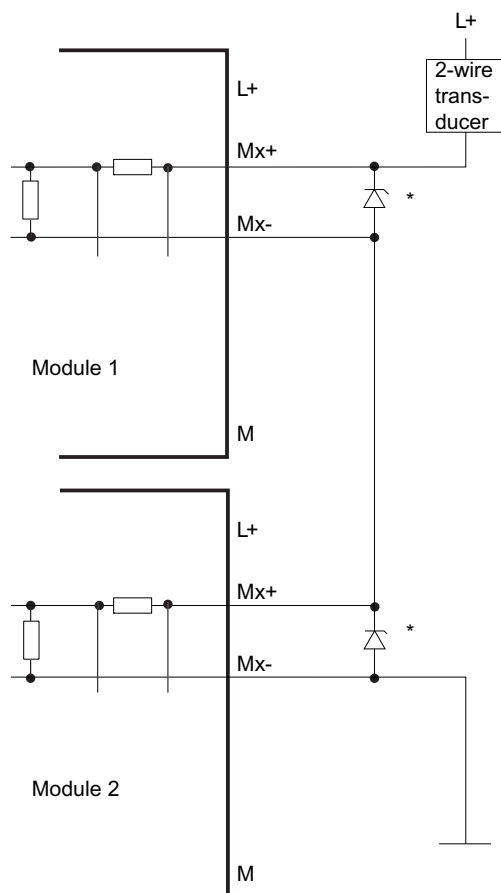 L+
2-wire
trans-
ducer
L+
Mx+
*
Mx-
Module 1
M
L+
Mx+
*
Mx-
Module 2
M